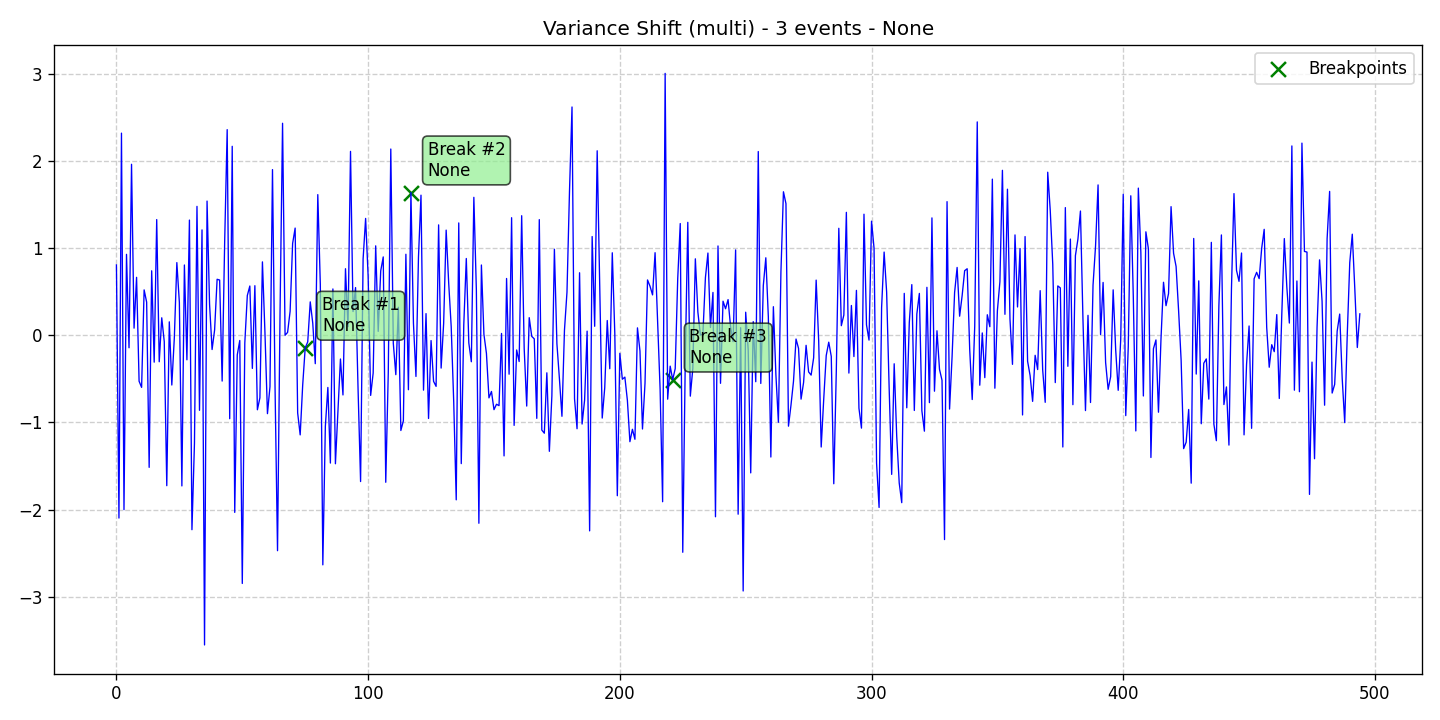 Variance Shift (multi) - 3 events - None
Breakpoints
Break #2
None
Break #1
None
Break #3
None
3
2
1
0
−1
−2
−3
0 100 200 300 400 500